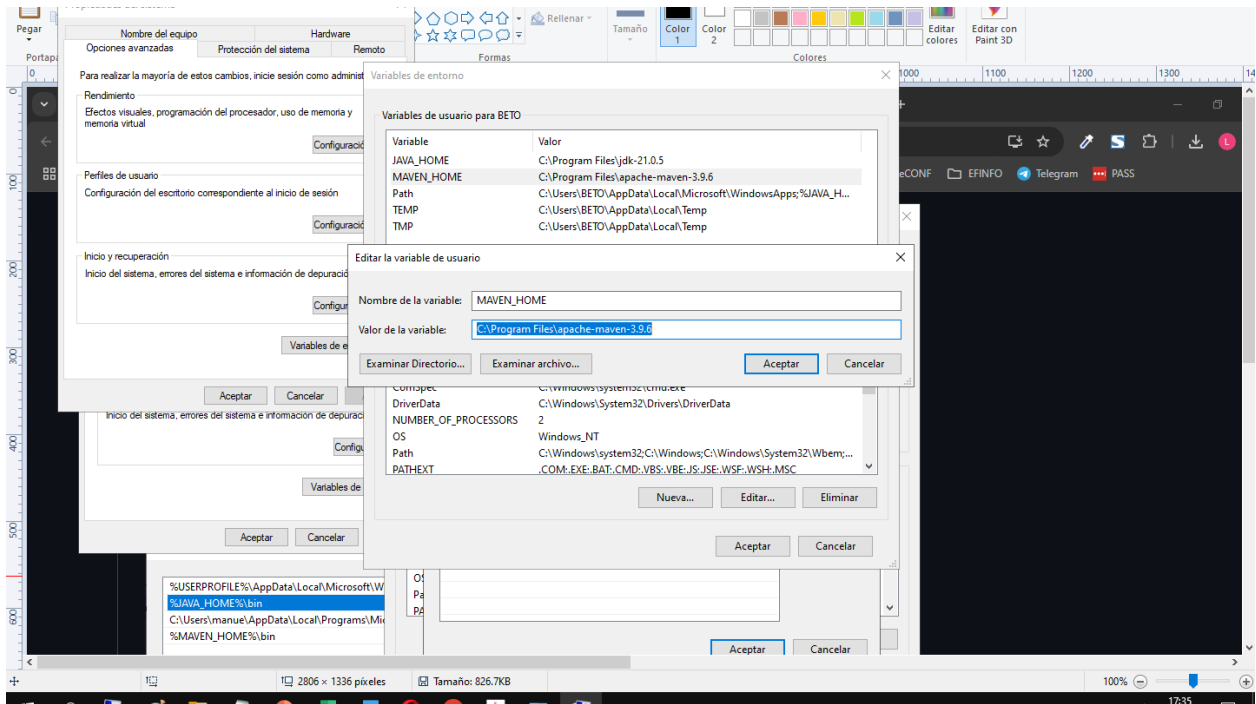 Pegar
Rellenar
Tamaño
Color
1
Color
2
Editar
colores
Editar con
Paint 3D
Formas
Colores
Nombre del equipo
Hardware
Opciones avanzadas
Protección del sistema
Remoto
Para realizar la mayoría de estos cambios, inicie sesión como administ
Rendimiento
Efectos visuales, programación del procesador, uso de memoria y
memoria virtual
Configuració
Perfiles de usuario
Configuración del escritorio correspondiente al inicio de sesión
Configuració
Inicio y recuperación
Inicio del sistema, errores del sistema e información de depuració
Configur
Variables de e
Aceptar
Cancelar
Variables de entorno
Variables de usuario para BETO
Variable Valor
JAVA_HOME C:\Program Files\jdk-21.0.5
MAVEN_HOME C:\Program Files\apache-maven-3.9.6
Path C:\Users\BETO\AppData\Local\Microsoft\WindowsApps;%JAVA_H...
TEMP C:\Users\BETO\AppData\Local\Temp
TMP C:\Users\BETO\AppData\Local\Temp
Editar la variable de usuario
Nombre de la variable: MAVEN_HOME
Valor de la variable: C:\Program Files\apache-maven-3.9.6
Examinar Directorio...
Examinar archivo...
Aceptar
Cancelar
ComSpec C:\Windows\system32\cmd.exe
DriverData C:\Windows\System32\Drivers\DriverData
NUMBER_OF_PROCESSORS 2
OS Windows_NT
Path C:\Windows\system32;C:\Windows;C:\Windows\System32\Wbem;...
PATHEXT .COM;.EXE;.BAT;.CMD;.VBS;.VBE;.JS;.JSE;.WSF;.WSH;.MSC
Nueva...
Editar...
Eliminar
Aceptar
Cancelar
Inicio del sistema, errores del sistema e información de depuraci
Configu
Variables de
Aceptar
Cancelar
%USERPROFILE%\AppData\Local\Microsoft\W
%JAVA_HOME%\bin
C:\Users\manue\AppData\Local\Programs\Mic
%MAVEN_HOME%\bin
Aceptar
Cancelar
eCONF
EFINFO
Telegram
PASS
0
1000
1100
1200
1300
14
0
100
200
300
400
500
600
2806 × 1336 píxeles
Tamaño: 826.7KB
100%
17:35